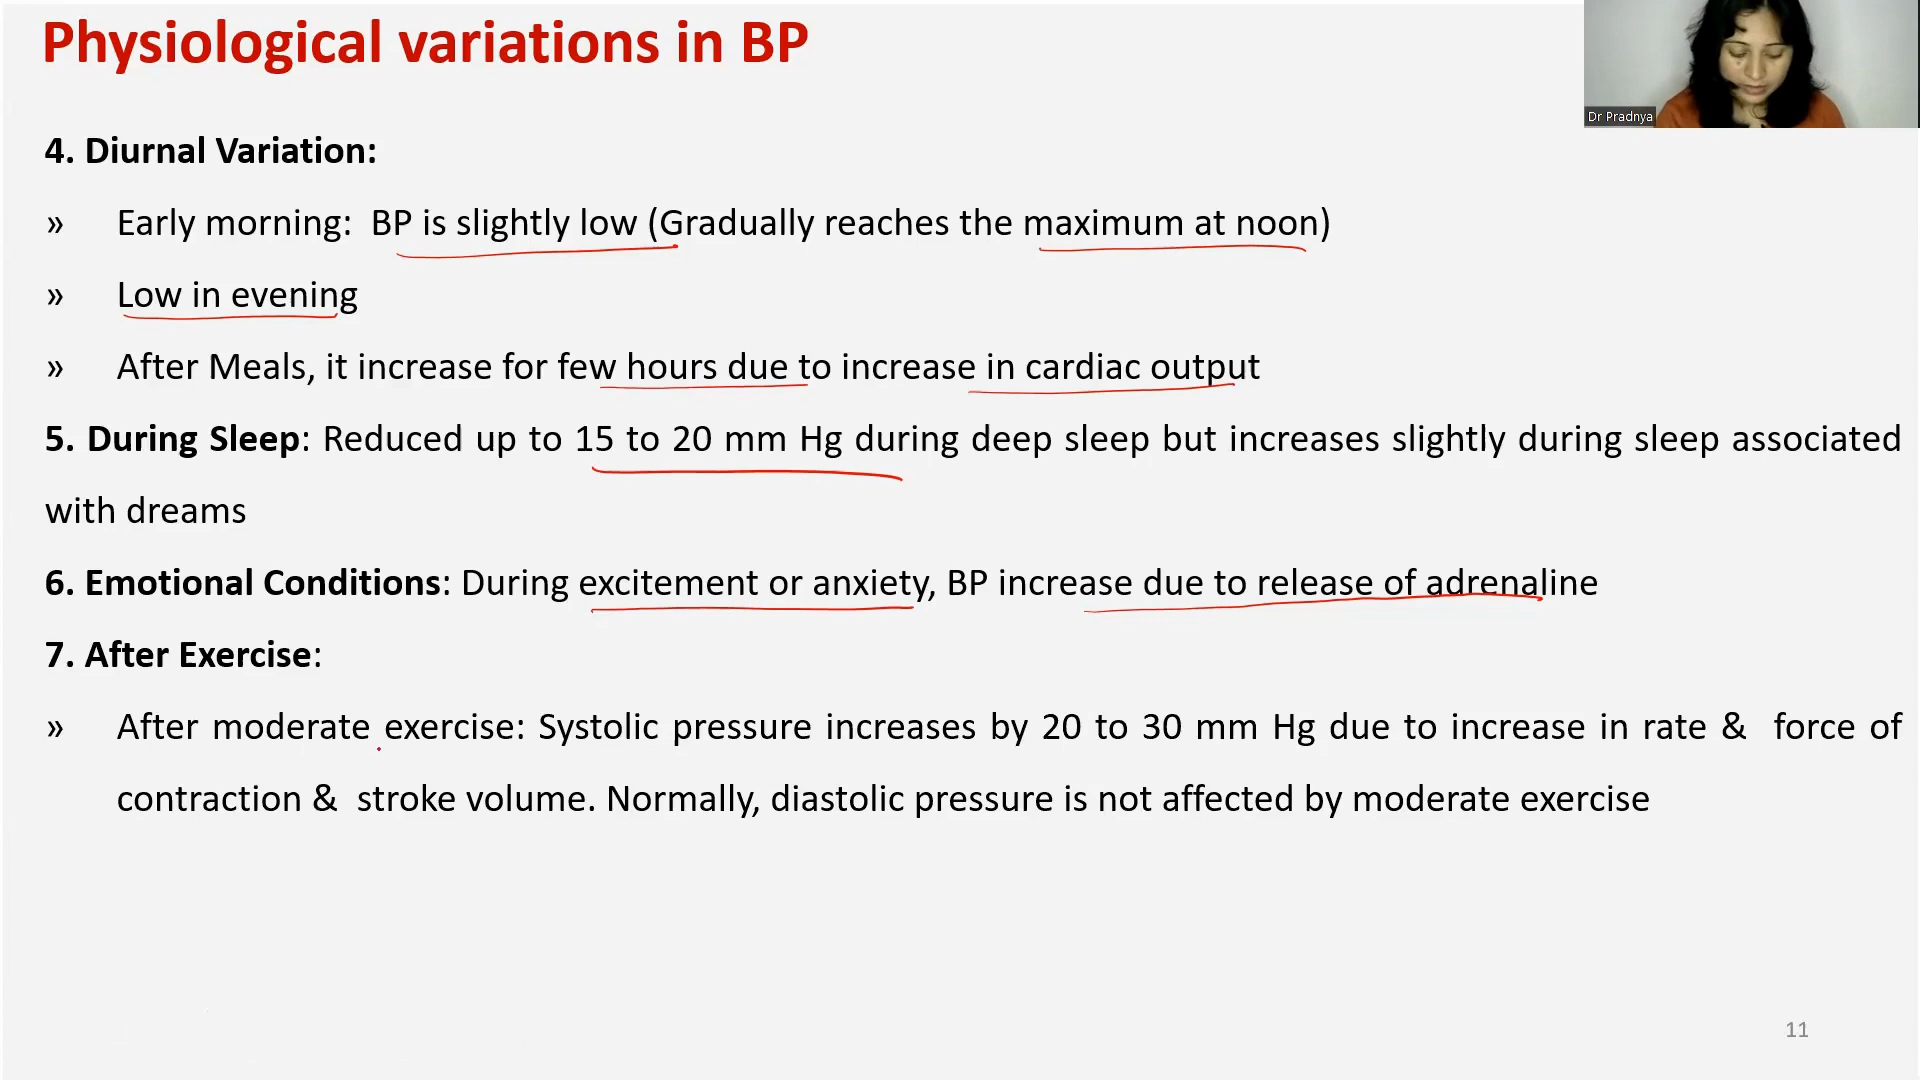 Physiological variations in BP
Dr Pradnya
4. Diurnal Variation:
» Early morning: BP is slightly low (Gradually reaches the maximum at noon)
» Low in evening
» After Meals, it increase for few hours due to increase in cardiac output
5. During Sleep: Reduced up to 15 to 20 mm Hg during deep sleep but increases slightly during sleep associated
with dreams
6. Emotional Conditions: During excitement or anxiety, BP increase due to release of adrenaline
7. After Exercise:
» After moderate exercise: Systolic pressure increases by 20 to 30 mm Hg due to increase in rate & force of
contraction & stroke volume. Normally, diastolic pressure is not affected by moderate exercise
11